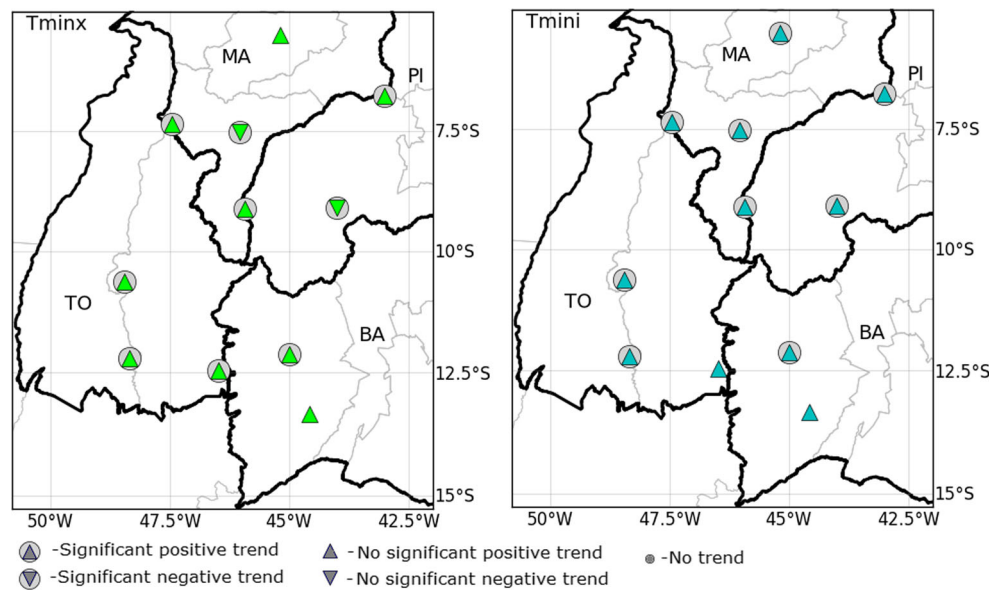 Tminx
MA
PI
7.5°S
10°S
TO
BA
12.5°S
15°S
50°W 47.5°W 45°W 42.5°W
Tmini
MA
PI
7.5°S
10°S
TO
BA
12.5°S
15°S
50°W 47.5°W 45°W 42.5°W
-Significant positive trend
-No significant positive trend
-No trend
-Significant negative trend
-No significant negative trend